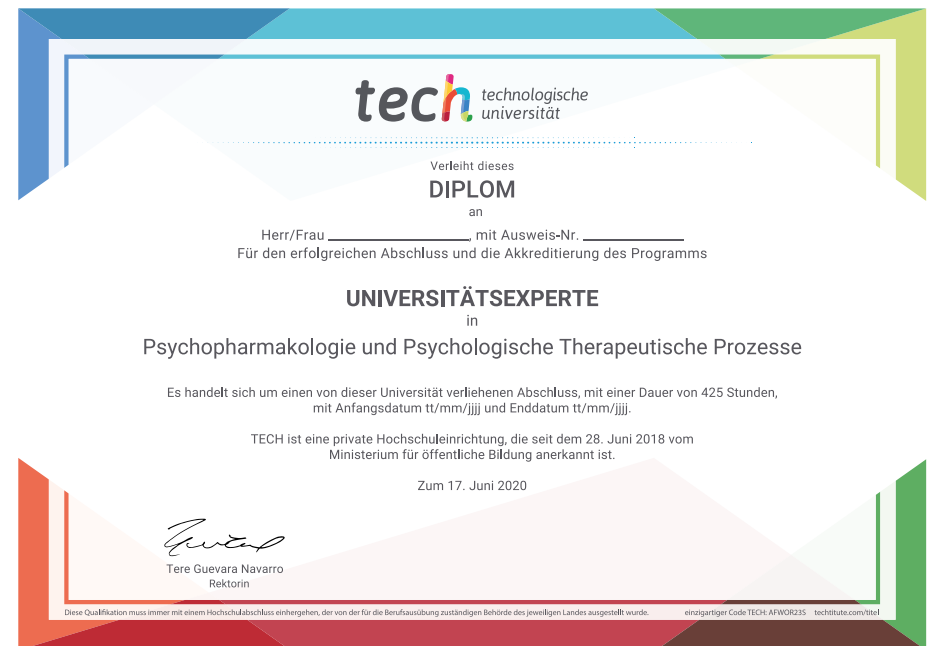 tech technologische
universität
Verleiht dieses
DIPLOM
an
Herr/Frau ____________________, mit Ausweis-Nr. ______________
Für den erfolgreichen Abschluss und die Akkreditierung des Programms
UNIVERSITÄTSEXPERTE
in
Psychopharmakologie und Psychologische Therapeutische Prozesse
Es handelt sich um einen von dieser Universität verliehenen Abschluss, mit einer Dauer von 425 Stunden,
mit Anfangsdatum tt/mm/jjjj und Enddatum tt/mm/jjjj.
TECH ist eine private Hochschuleinrichtung, die seit dem 28. Juni 2018 vom
Ministerium für öffentliche Bildung anerkannt ist.
Zum 17. Juni 2020
Tere Guevara Navarro
Rektorin
Diese Qualifikation muss immer mit einem Hochschulabschluss einhergehen, der von der für die Berufsausübung zuständigen Behörde des jeweiligen Landes ausgestellt wurde. einzigartiger Code TECH: AFWOR23S techtitute.com/titel